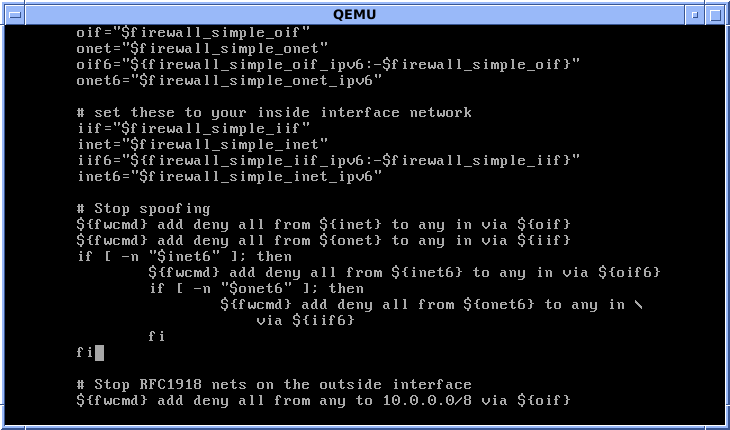 QEMU
oif="$firewall_simple_oif"
onet="$firewall_simple_onet"
oif6="${firewall_simple_oif_ipv6:-$firewall_simple_oif}"
onet6="$firewall_simple_onet_ipv6"

# set these to your inside interface network
iif="$firewall_simple_iif"
inet="$firewall_simple_inet"
iif6="${firewall_simple_iif_ipv6:-$firewall_simple_iif}"
inet6="$firewall_simple_inet_ipv6"

# Stop spoofing
${fwcmd} add deny all from ${inet} to any in via ${oif}
${fwcmd} add deny all from ${onet} to any in via ${iif}
if [ -n "$inet6" ]; then
        ${fwcmd} add deny all from ${inet6} to any in via ${oif6}
        if [ -n "$onet6" ]; then
                ${fwcmd} add deny all from ${onet6} to any in \
                    via ${iif6}
        fi
fi

# Stop RFC1918 nets on the outside interface
${fwcmd} add deny all from any to 10.0.0.0/8 via ${oif}